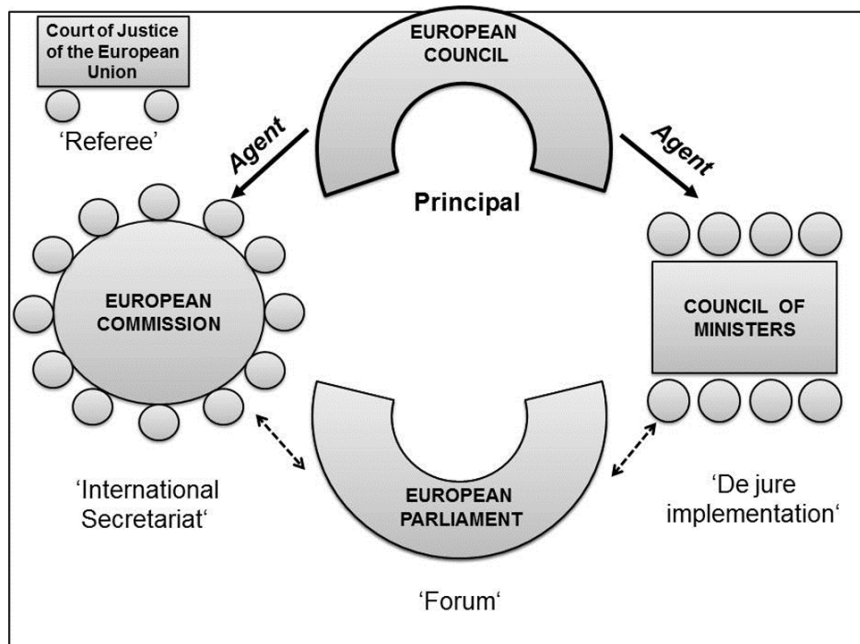 Court of Justice
of the European
Union
‘Referee’
EUROPEAN
COUNCIL
Agent
Agent
Principal
EUROPEAN
COMMISSION
COUNCIL OF
MINISTERS
‘International
Secretariat‘
EUROPEAN
PARLIAMENT
‘De jure
implementation‘
‘Forum‘